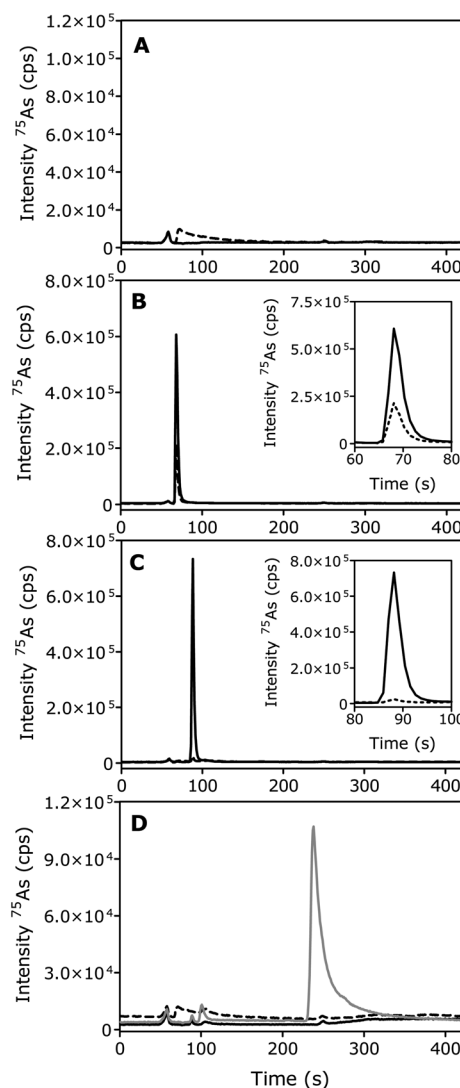 Intensity ⁷⁵As (cps)
1.2×10⁵
A
1.0×10⁵
8.0×10⁴
6.0×10⁴
4.0×10⁴
2.0×10⁴
0
0 100 200 300 400
Intensity ⁷⁵As (cps)
8.0×10⁵
B
6.0×10⁵
4.0×10⁵
2.0×10⁵
0
0 100 200 300 400
Intensity ⁷⁵As (cps)
7.5×10⁵
5.0×10⁵
2.5×10⁵
0
60 70 80
Time (s)
Intensity ⁷⁵As (cps)
8.0×10⁵
C
6.0×10⁵
4.0×10⁵
2.0×10⁵
0
0 100 200 300 400
Intensity ⁷⁵As (cps)
8.0×10⁵
6.0×10⁵
4.0×10⁵
2.0×10⁵
0
80 90 100
Time (s)
Intensity ⁷⁵As (cps)
1.2×10⁵
D
9.0×10⁴
6.0×10⁴
3.0×10⁴
0
0 100 200 300 400
Time (s)